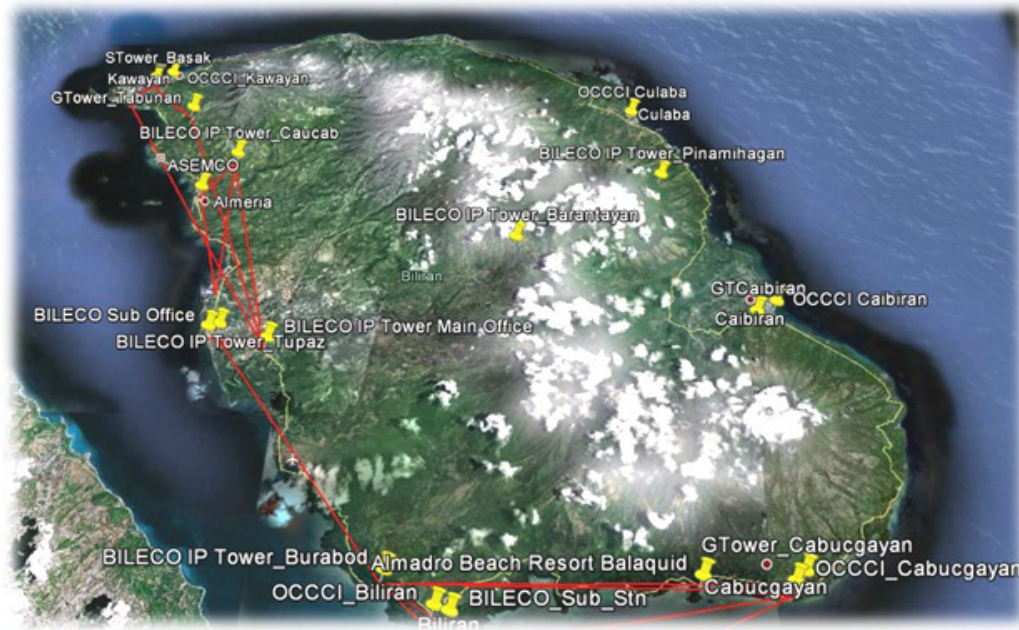 STower_Basak
Kawayan
OCCCI_Kawayan
GTower_Tabunan
OCCCI Culaba
Culaba
BILECO IP Tower_Caucab
BILECO IP Tower_Pinamihagan
ASEMCO
Almeria
BILECO IP Tower_Barantayan
Biliran
GTCaibiran
OCCCI Caibiran
Caibiran
BILECO Sub Office
BILECO IP Tower Main Office
BILECO IP Tower_Tupaz
GTower_Cabucgayan
BILECO IP Tower_Burabod
Almadro Beach Resort Balaquid
OCCCI_Cabucgayan
Cabucgayan
OCCCI_Biliran
BILECO_Sub_Stn
Biliran